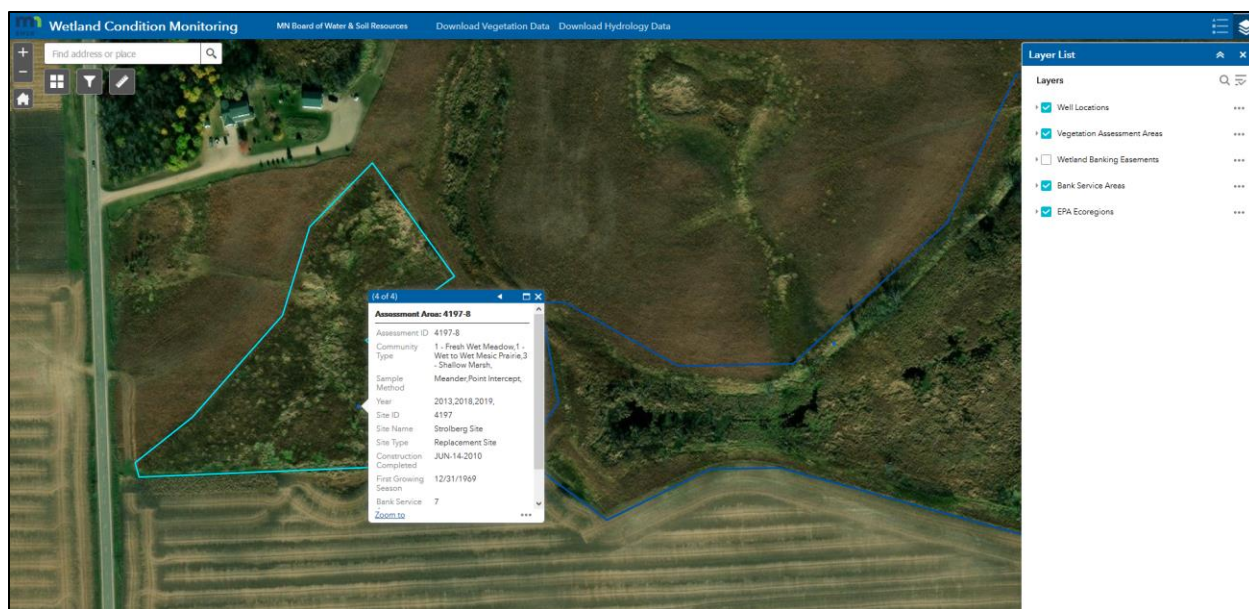 Wetland Condition Monitoring
MN Board of Water & Soil Resources
Download Vegetation Data Download Hydrology Data
Find address or place
Layer List
Layers
Well Locations
Vegetation Assessment Areas
Wetland Banking Easements
Bank Service Areas
EPA Ecoregions
(4 of 4)
Assessment Area: 4197-8
Assessment ID 4197-8
Community Type 1 - Fresh Wet Meadow,1 -
Wet to Wet Mesic Prairie,3
- Shallow Marsh,
Sample Method Meander,Point Intercept,
Year 2013,2018,2019,
Site ID 4197
Site Name Strolberg Site
Site Type Replacement Site
Construction Completed JUN-14-2010
First Growing Season 12/31/1969
Bank Service 7
Zoom to